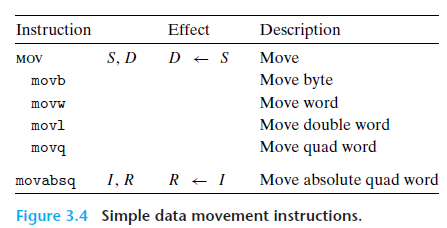 Instruction Effect Description
MOV S, D D ← S Move
movb Move byte
movw Move word
movl Move double word
movq Move quad word
movabsq I, R R ← I Move absolute quad word
Figure 3.4 Simple data movement instructions.